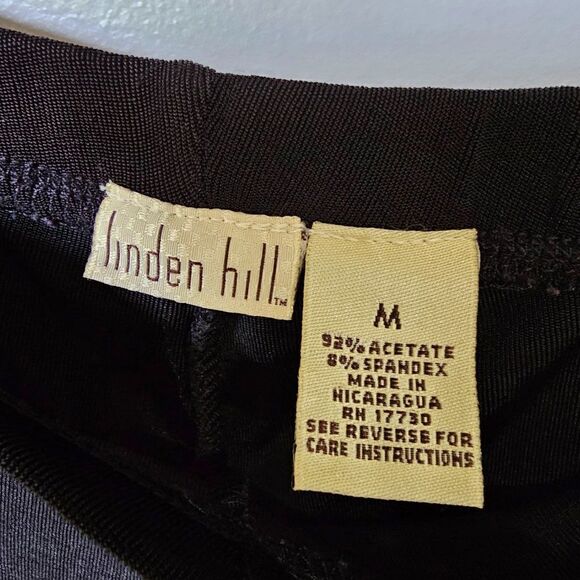 linden hill™
M
92% ACETATE
8% SPANDEX
MADE IN
NICARAGUA
RN 17730
SEE REVERSE FOR
CARE INSTRUCTIONS